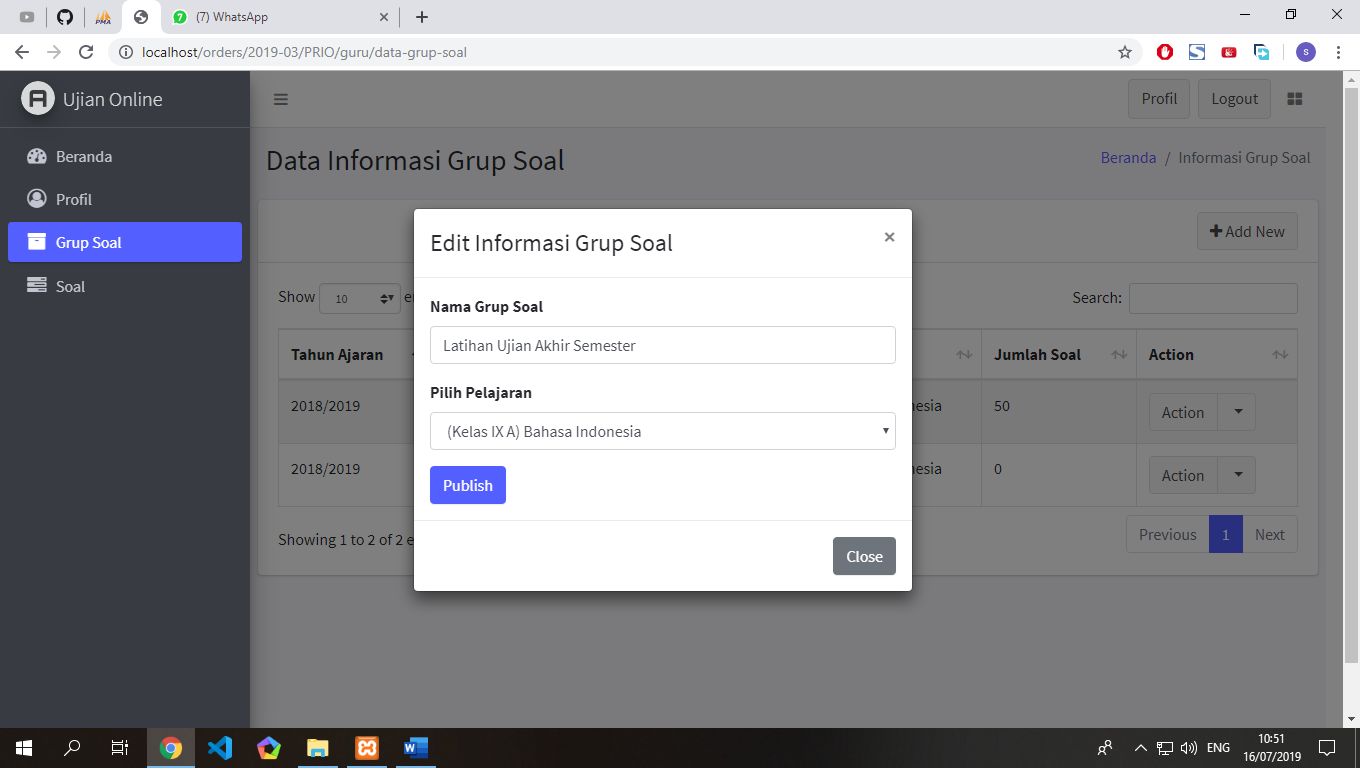 (7) WhatsApp
localhost/orders/2019-03/PRIO/guru/data-grup-soal
Ujian Online
Profil
Logout
Beranda
Profil
Grup Soal
Soal
Data Informasi Grup Soal
Beranda / Informasi Grup Soal
Add New
Show 10
Search:
Tahun Ajaran
Jumlah Soal
Action
2018/2019
50
Action
2018/2019
0
Action
Showing 1 to 2 of 2 e
Previous 1 Next
Edit Informasi Grup Soal
×
Nama Grup Soal
Latihan Ujian Akhir Semester
Pilih Pelajaran
(Kelas IX A) Bahasa Indonesia
Publish
Close
ENG
10:51
16/07/2019